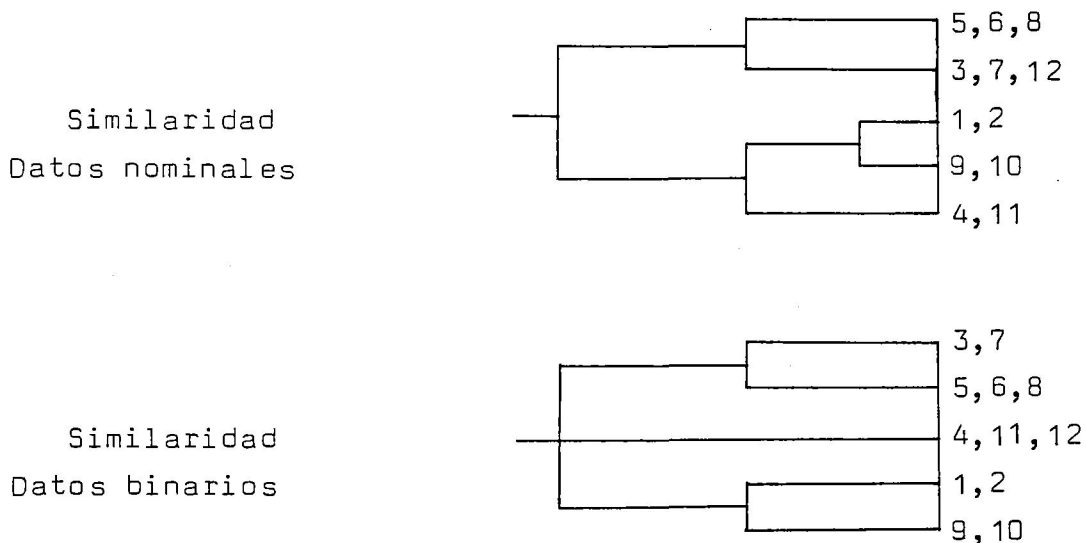 5,6,8
3,7,12
Similaridad
Datos nominales
1,2
9,10
4,11
3,7
5,6,8
Similaridad
Datos binarios
4,11,12
1,2
9,10